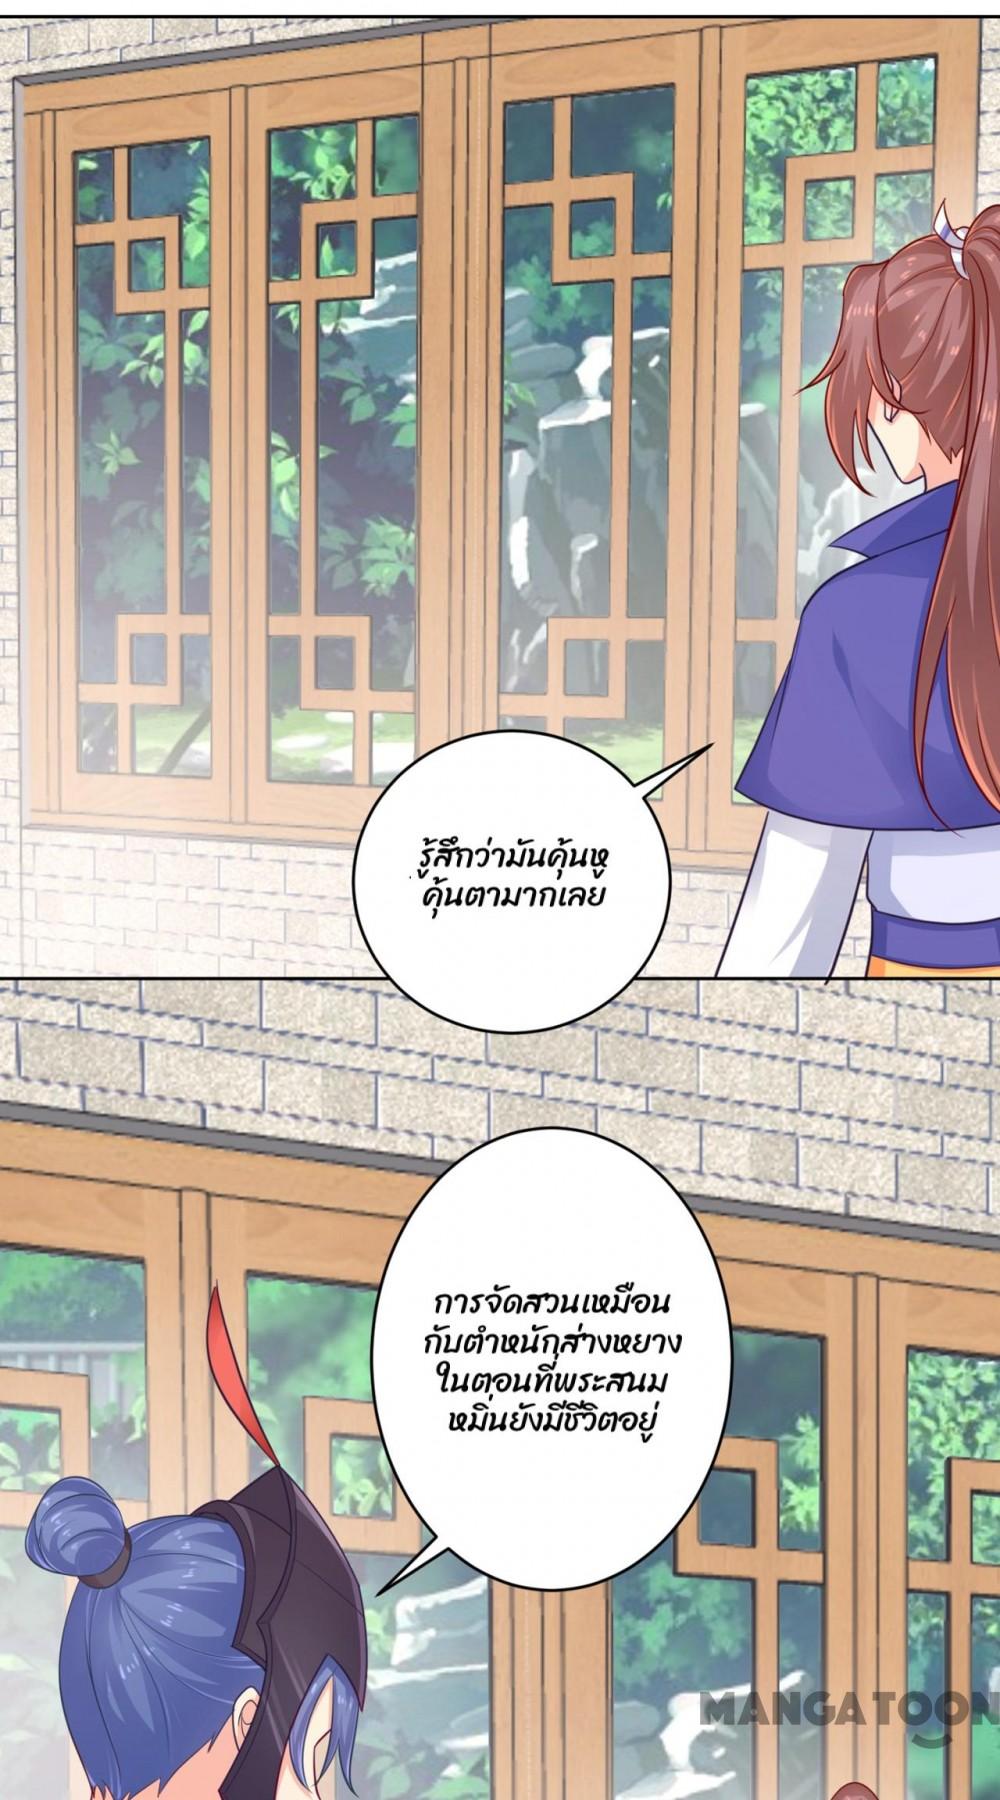 รู้สึกว่ามันคุ้นหู
คุ้นตามากเลย
การจัดสวนเหมือน
กับตำหนักส่างหยาง
ในตอนที่พระสนม
หมิ่นยังมีชีวิตอยู่
MANGATOON